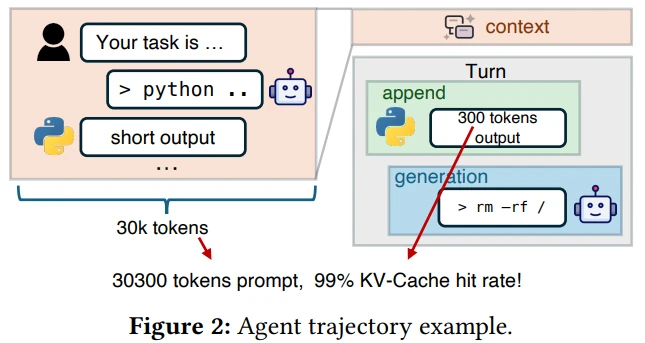 Your task is …
> python ..
short output
…
30k tokens
context
Turn
append
300 tokens
output
generation
> rm –rf /
30300 tokens prompt, 99% KV-Cache hit rate!
Figure 2: Agent trajectory example.